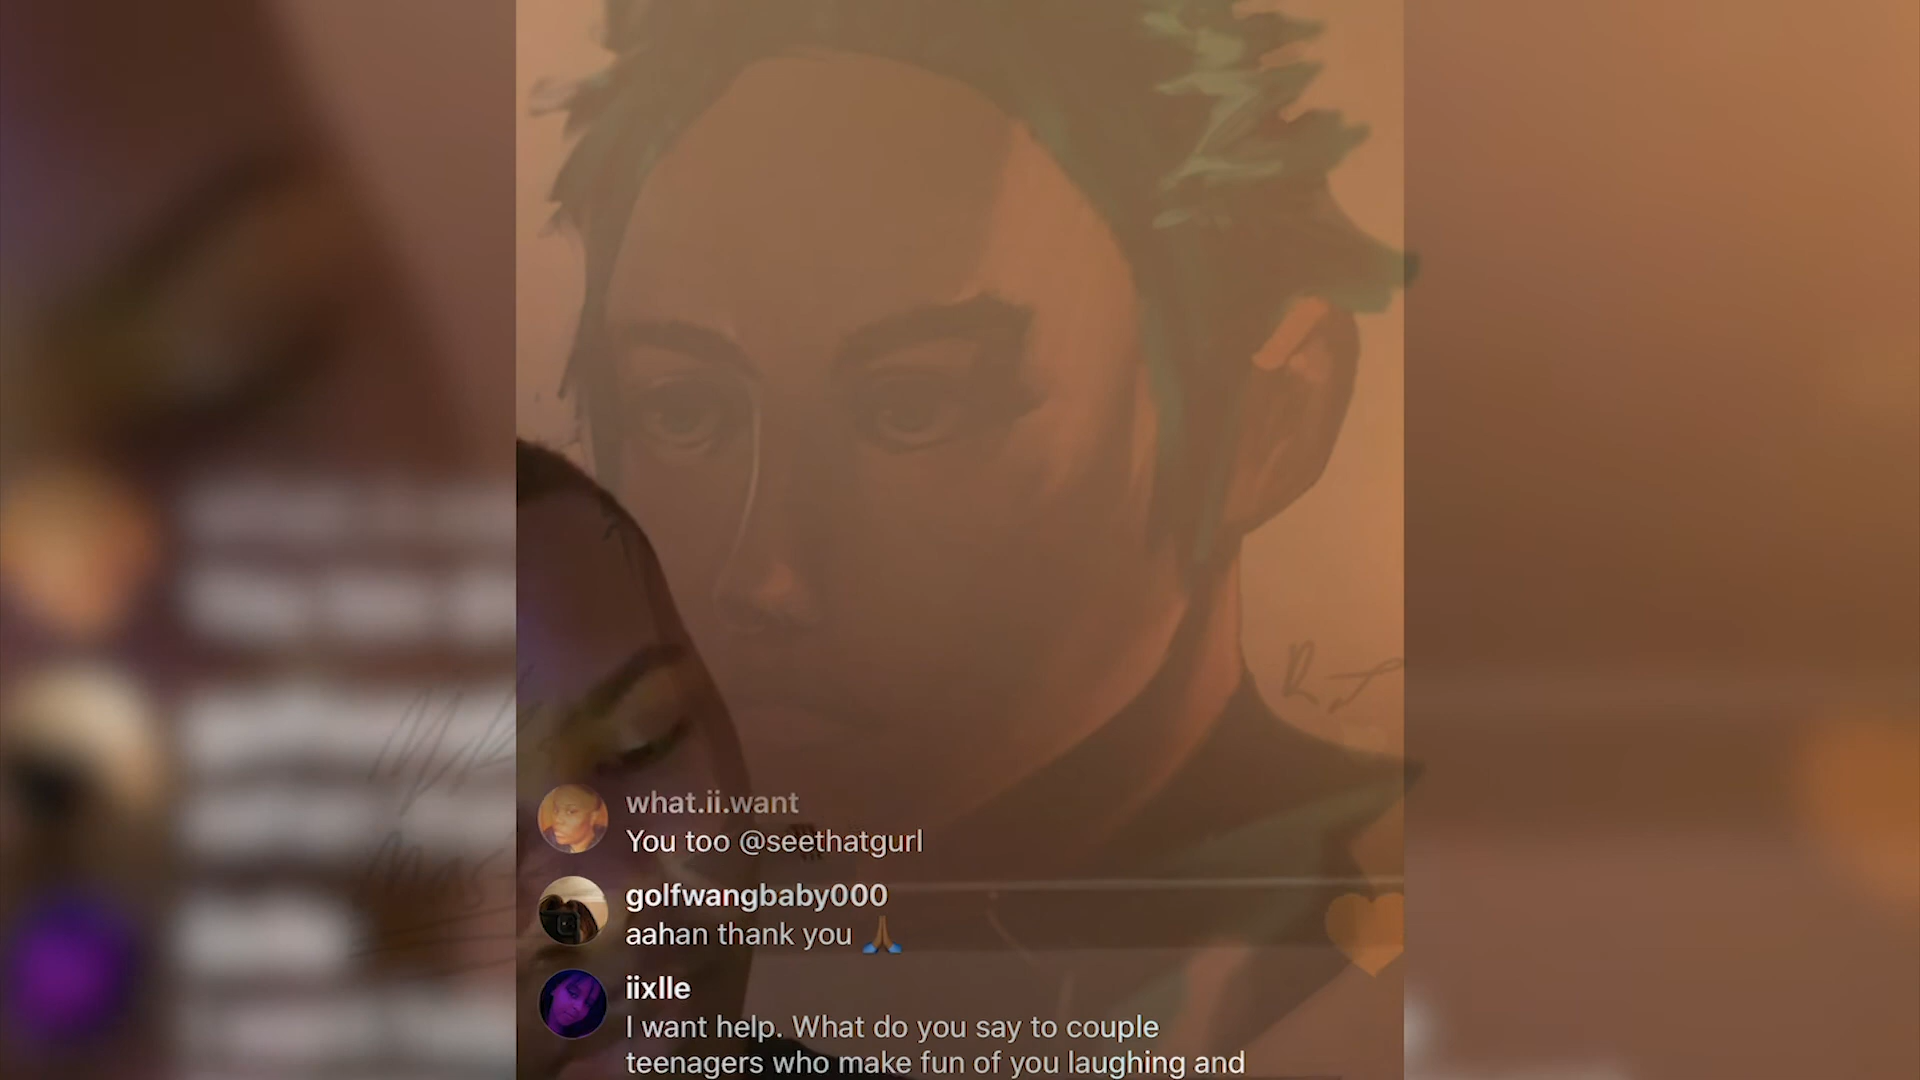 what.ii.want
You too @seethatgurl
golfwangbaby000
aahan thank you 🙏
iixlle
I want help. What do you say to couple
teenagers who make fun of you laughing and